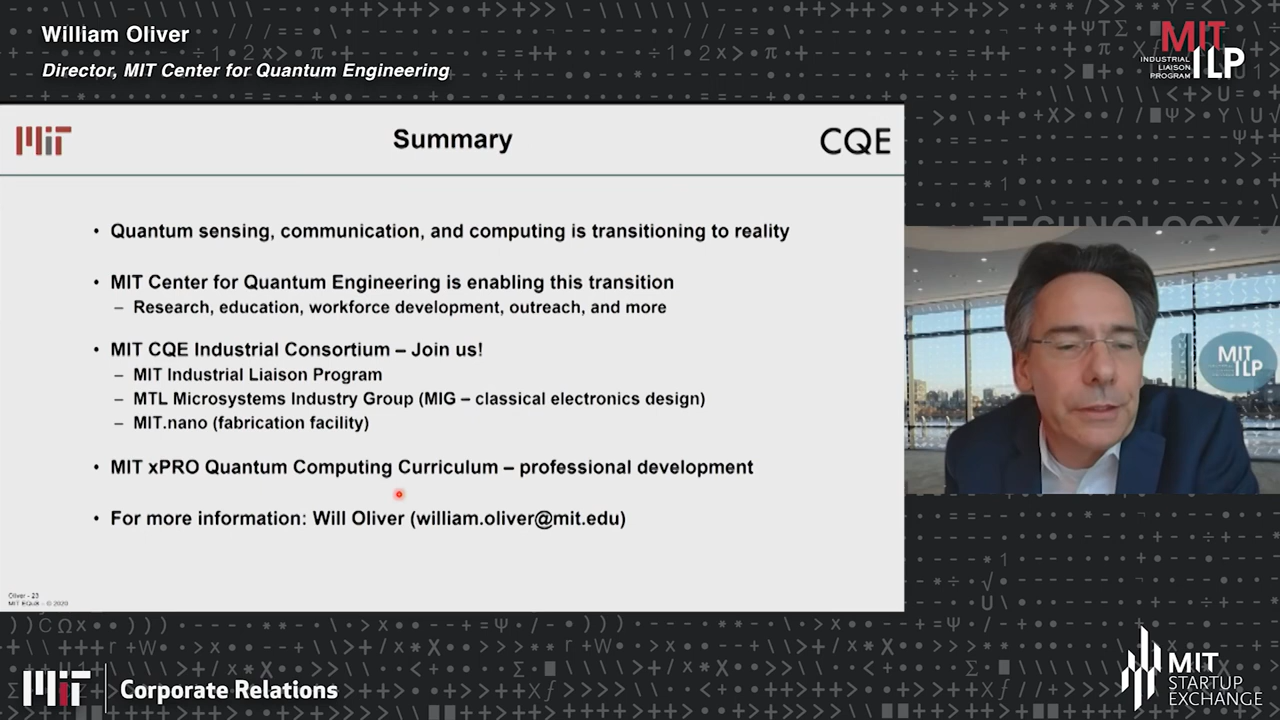 William Oliver
Director, MIT Center for Quantum Engineering
MIT
INDUSTRIAL
LIAISON
PROGRAM
ILP
MIT
Summary
CQE
• Quantum sensing, communication, and computing is transitioning to reality
• MIT Center for Quantum Engineering is enabling this transition
– Research, education, workforce development, outreach, and more
• MIT CQE Industrial Consortium – Join us!
– MIT Industrial Liaison Program
– MTL Microsystems Industry Group (MIG – classical electronics design)
– MIT.nano (fabrication facility)
• MIT xPRO Quantum Computing Curriculum – professional development
• For more information: Will Oliver (william.oliver@mit.edu)
Oliver - 23
TECHNOLOGY
MIT
ILP
MIT
Corporate Relations
MIT
STARTUP
EXCHANGE